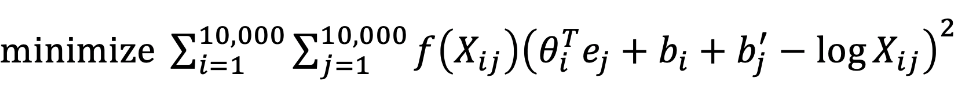 minimize ∑_{i=1}^{10,000} ∑_{j=1}^{10,000} f(X_{ij})(θ_i^T e_j + b_i + b'_j − log X_{ij})^2